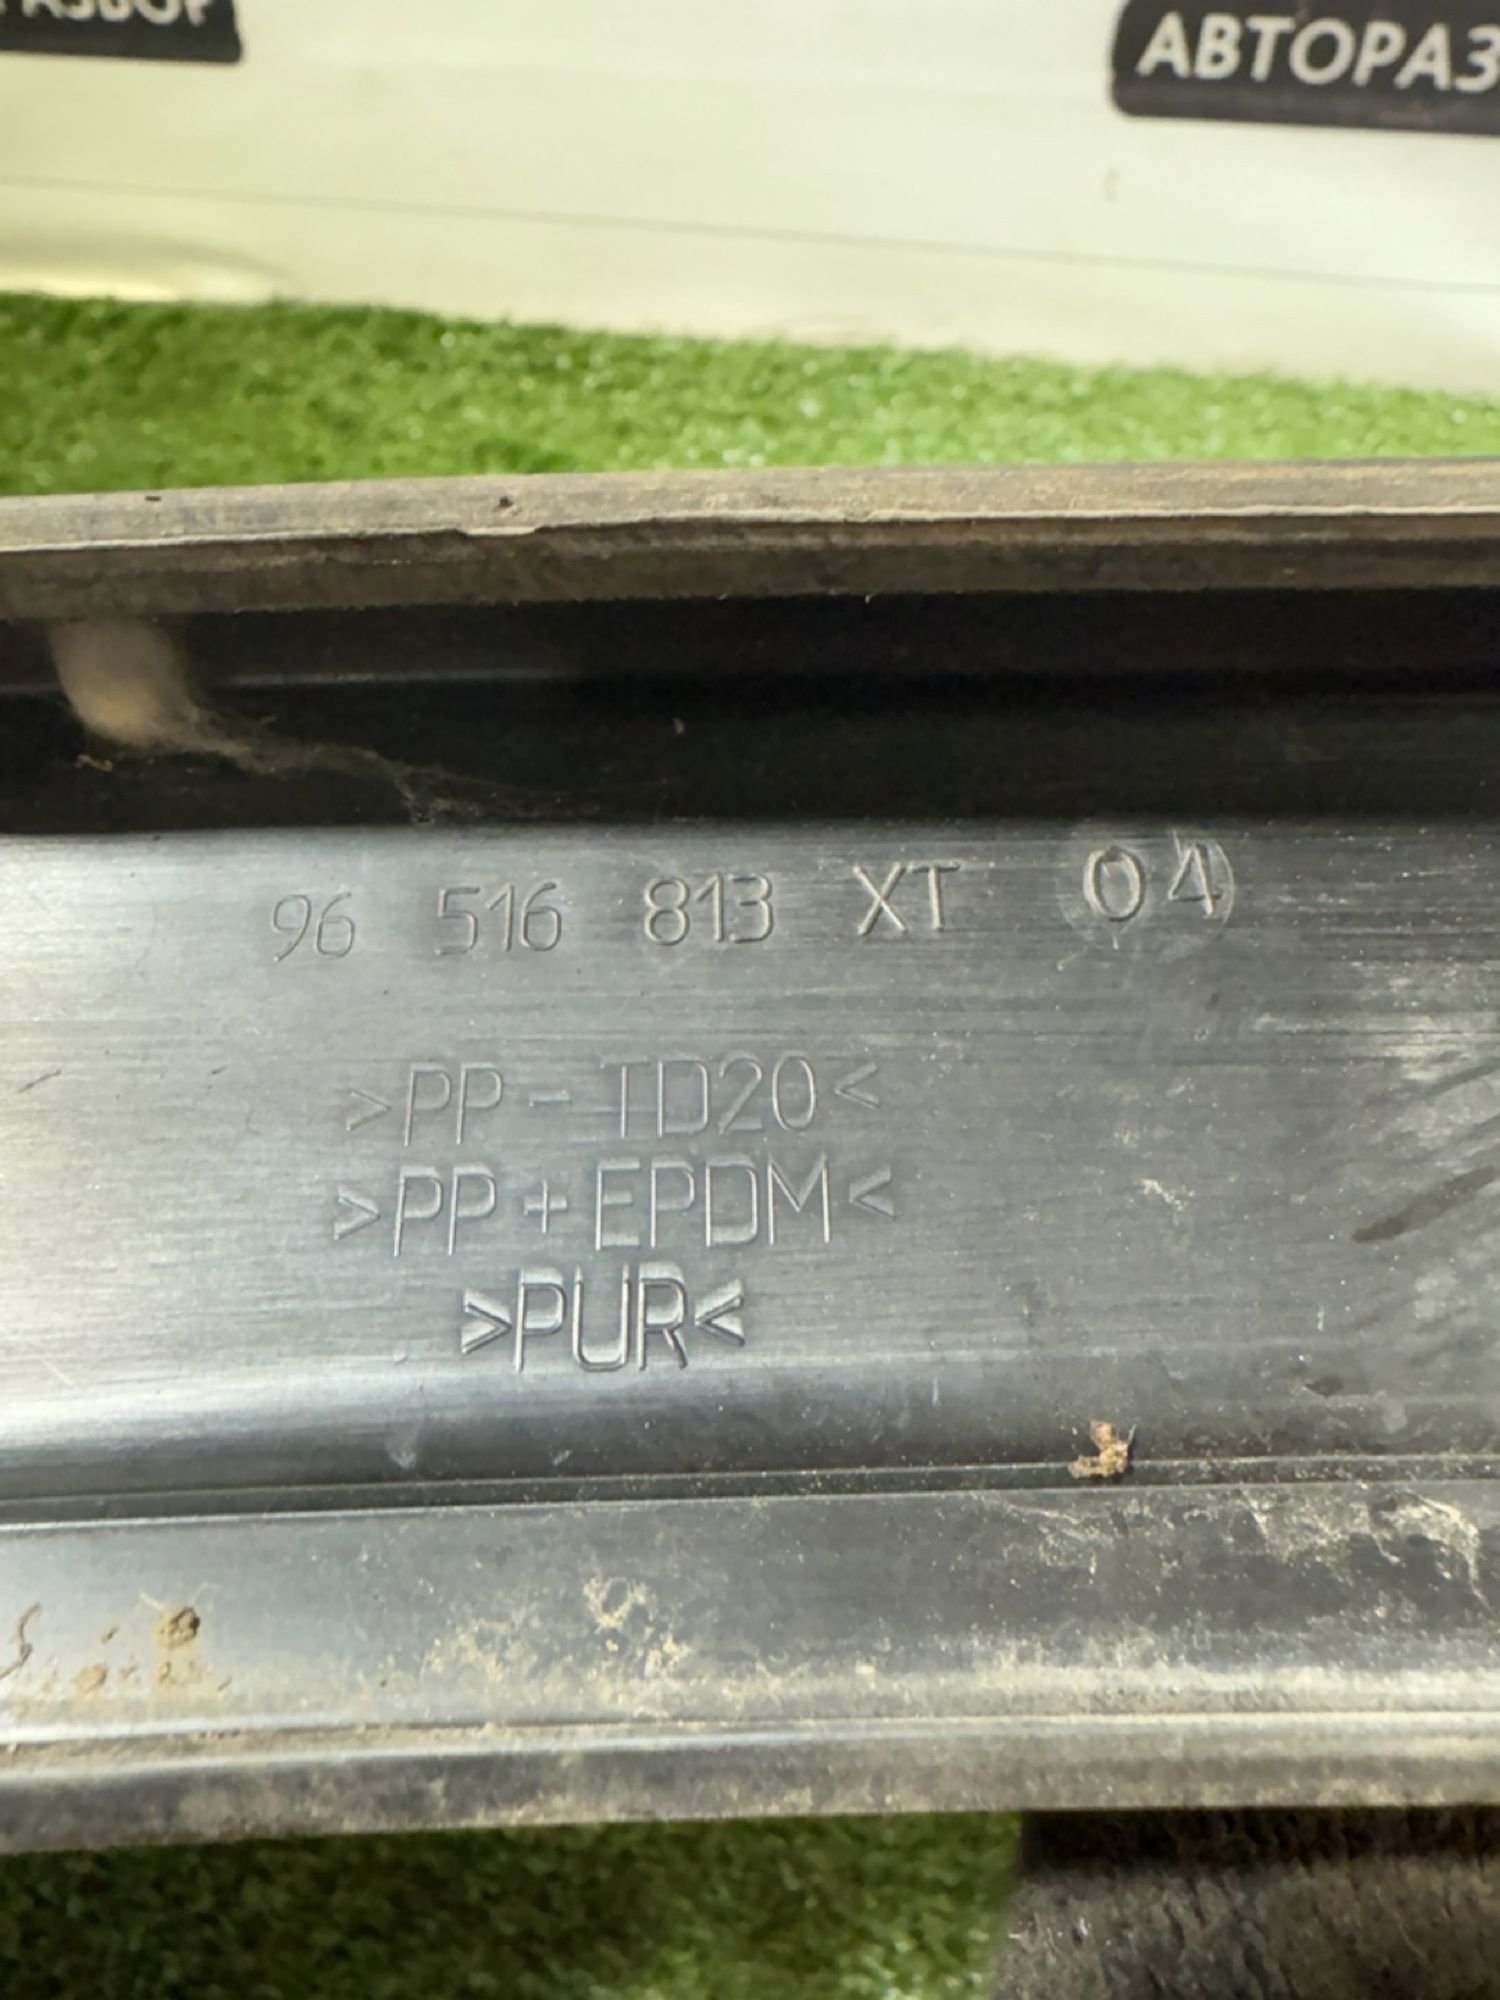 АВТОРАЗ
96 516 813 XT 04
>PP-TD20<
>PP+EPDM<
>PUR<